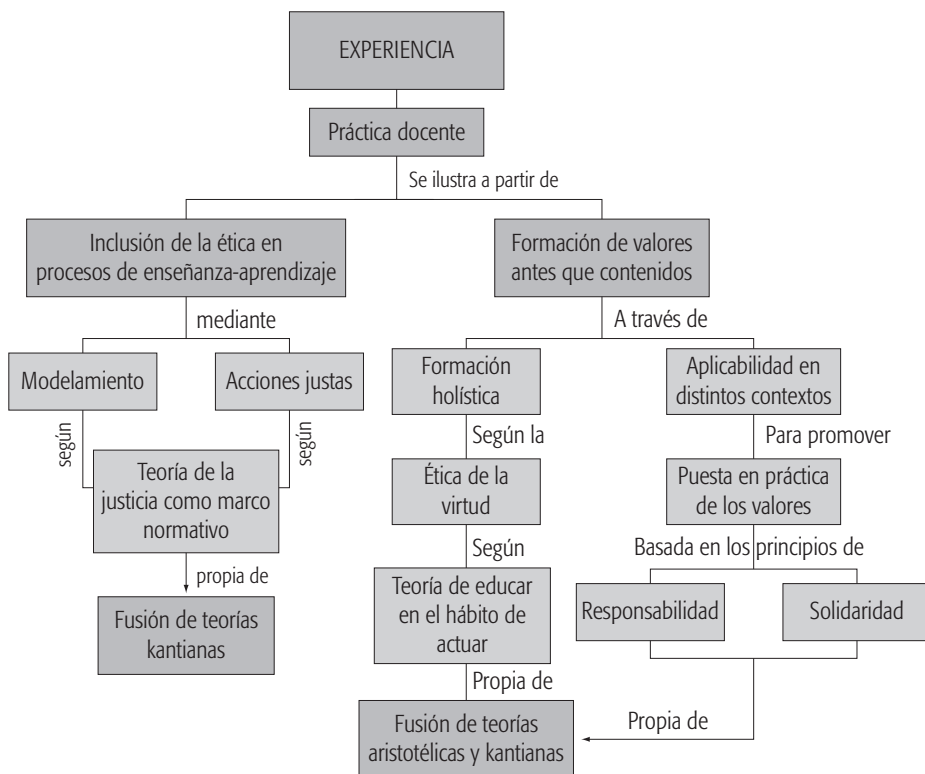 EXPERIENCIA
Práctica docente
Se ilustra a partir de
Inclusión de la ética en
procesos de enseñanza-aprendizaje
Formación de valores
antes que contenidos
mediante
A través de
Modelamiento
Acciones justas
Formación
holística
Aplicabilidad en
distintos contextos
según
según
Según la
Para promover
Teoría de la
justicia como marco
normativo
Ética de la
virtud
Puesta en práctica
de los valores
Según
Basada en los principios de
propia de
Teoría de educar
en el hábito de
actuar
Responsabilidad
Solidaridad
Fusión de teorías
kantianas
Propia de
Fusión de teorías
aristotélicas y kantianas
Propia de